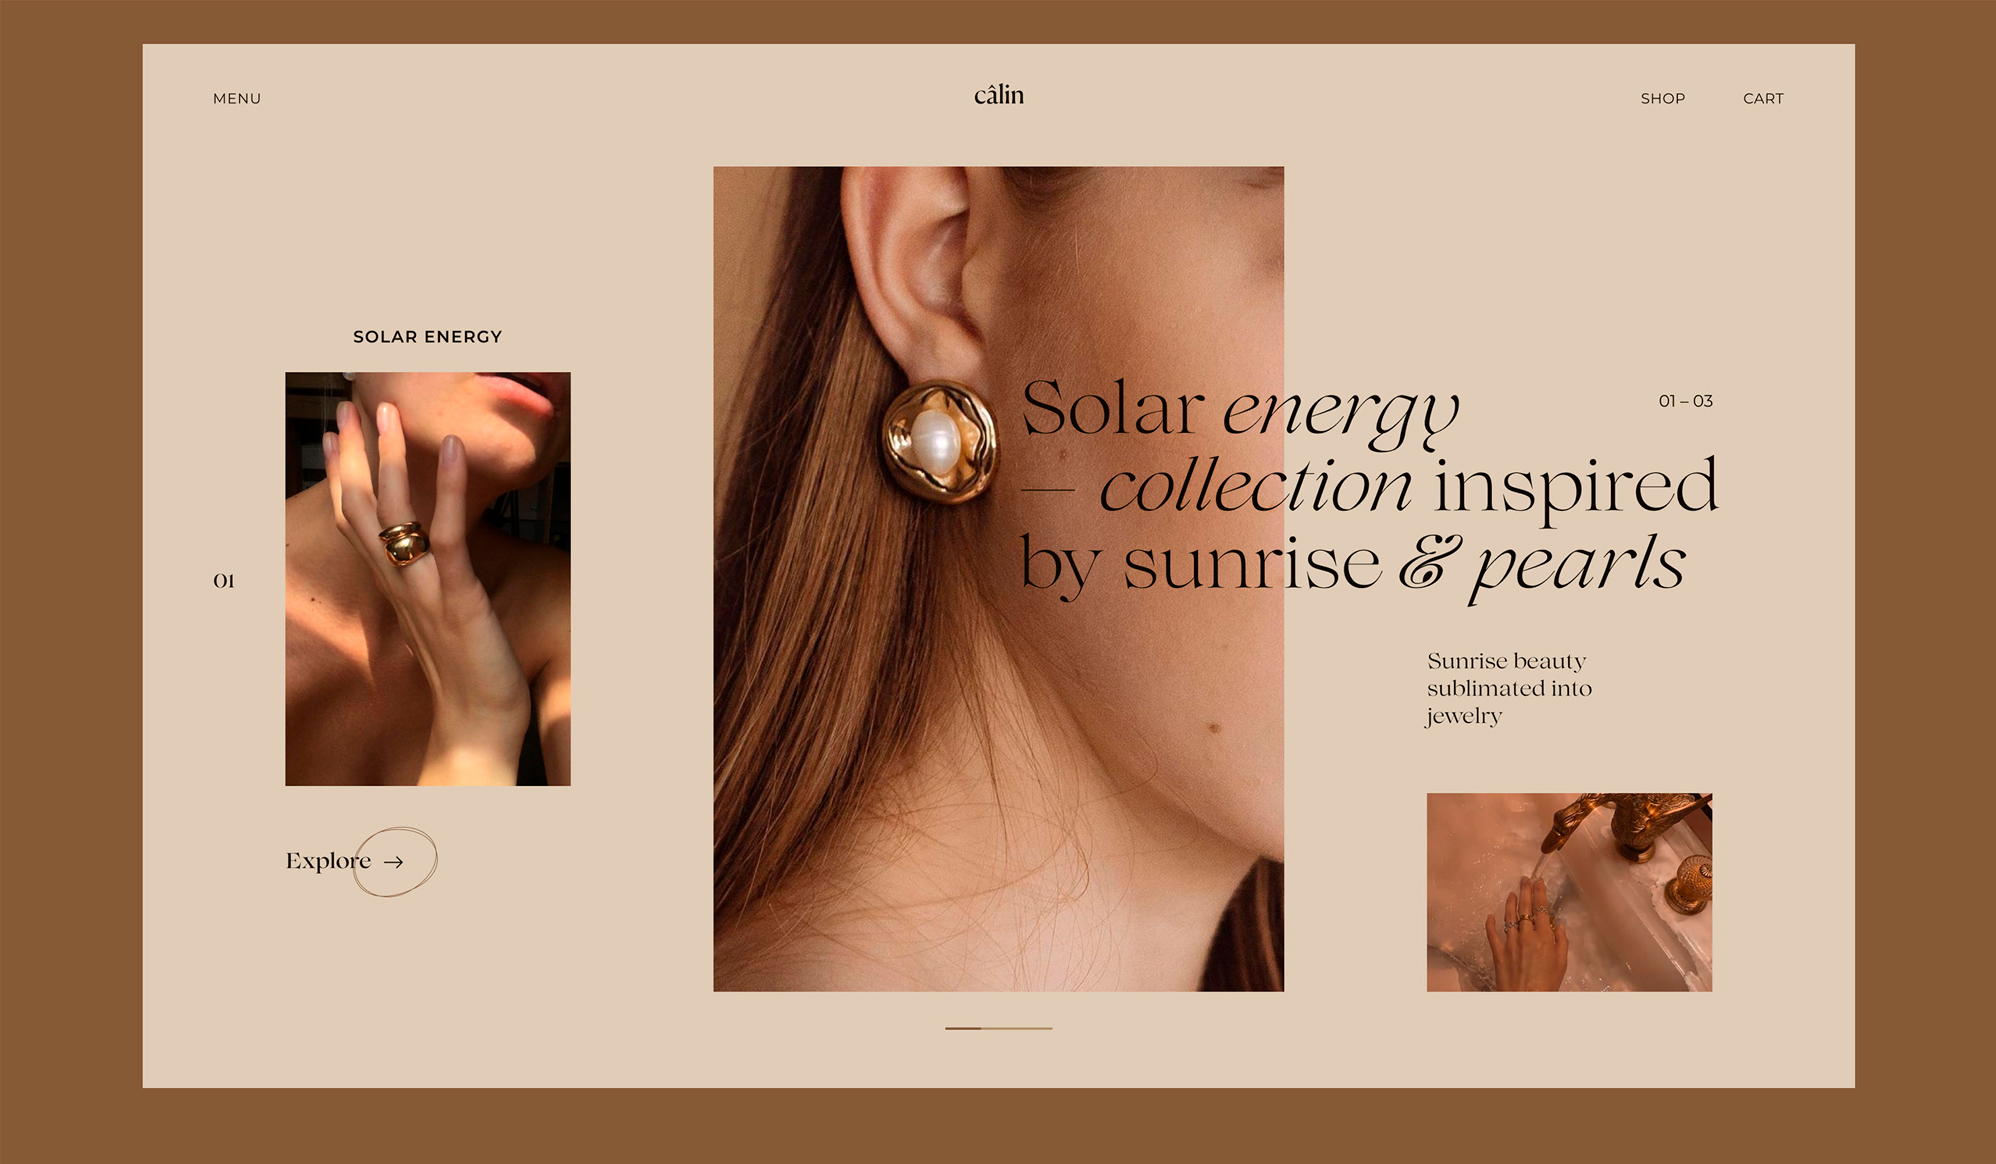 MENU
câlin
SHOP
CART
SOLAR ENERGY
01
Explore →
Solar energy
— collection inspired
by sunrise & pearls
01 – 03
Sunrise beauty
sublimated into
jewelry